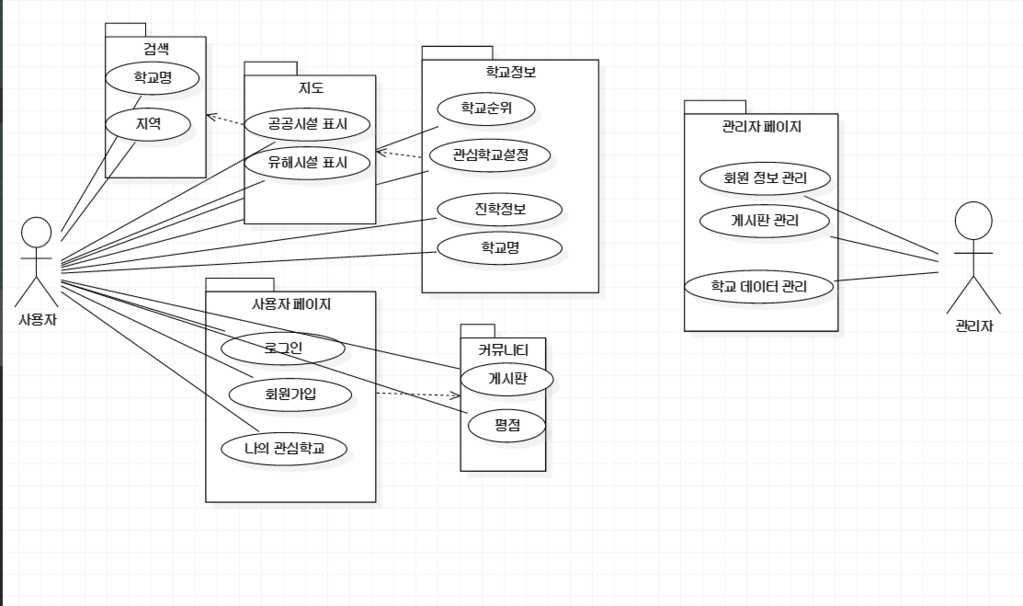 검색
학교명
지역
지도
공공시설 표시
유해시설 표시
학교정보
학교순위
관심학교설정
진학정보
학교명
관리자 페이지
회원 정보 관리
게시판 관리
학교 데이터 관리
사용자
관리자
사용자 페이지
로그인
회원가입
나의 관심학교
커뮤니티
게시판
평점